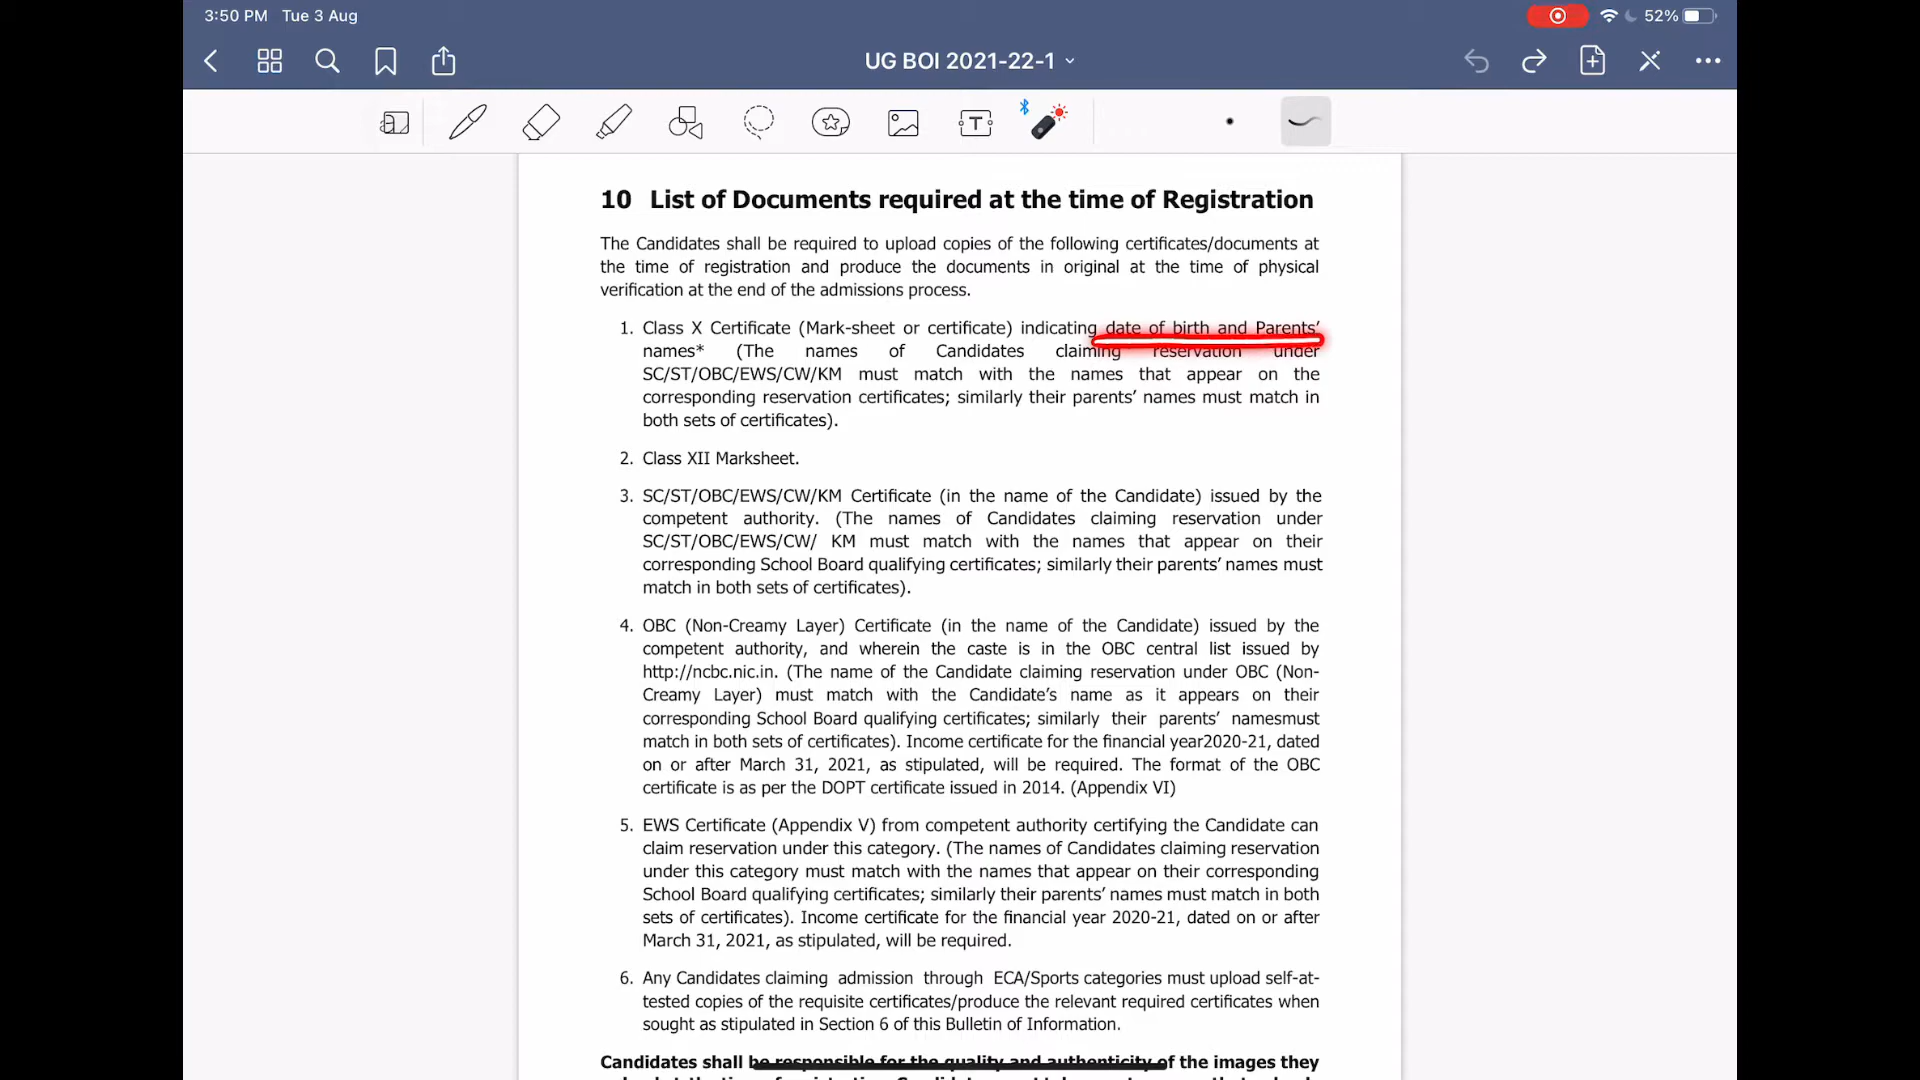 3:50 PM Tue 3 Aug
52%
UG BOI 2021-22-1
T
10 List of Documents required at the time of Registration
The Candidates shall be required to upload copies of the following certificates/documents at
the time of registration and produce the documents in original at the time of physical
verification at the end of the admissions process.
1. Class X Certificate (Mark-sheet or certificate) indicating date of birth and Parents’
names* (The names of Candidates claiming reservation under
SC/ST/OBC/EWS/CW/KM must match with the names that appear on the
corresponding reservation certificates; similarly their parents’ names must match in
both sets of certificates).
2. Class XII Marksheet.
3. SC/ST/OBC/EWS/CW/KM Certificate (in the name of the Candidate) issued by the
competent authority. (The names of Candidates claiming reservation under
SC/ST/OBC/EWS/CW/ KM must match with the names that appear on their
corresponding School Board qualifying certificates; similarly their parents’ names must
match in both sets of certificates).
4. OBC (Non-Creamy Layer) Certificate (in the name of the Candidate) issued by the
competent authority, and wherein the caste is in the OBC central list issued by
http://ncbc.nic.in. (The name of the Candidate claiming reservation under OBC (Non-
Creamy Layer) must match with the Candidate’s name as it appears on their
corresponding School Board qualifying certificates; similarly their parents’ namesmust
match in both sets of certificates). Income certificate for the financial year2020-21, dated
on or after March 31, 2021, as stipulated, will be required. The format of the OBC
certificate is as per the DOPT certificate issued in 2014. (Appendix VI)
5. EWS Certificate (Appendix V) from competent authority certifying the Candidate can
claim reservation under this category. (The names of Candidates claiming reservation
under this category must match with the names that appear on their corresponding
School Board qualifying certificates; similarly their parents’ names must match in both
sets of certificates). Income certificate for the financial year 2020-21, dated on or after
March 31, 2021, as stipulated, will be required.
6. Any Candidates claiming admission through ECA/Sports categories must upload self-at-
tested copies of the requisite certificates/produce the relevant required certificates when
sought as stipulated in Section 6 of this Bulletin of Information.
Candidates shall be responsible for the quality and authenticity of the images they